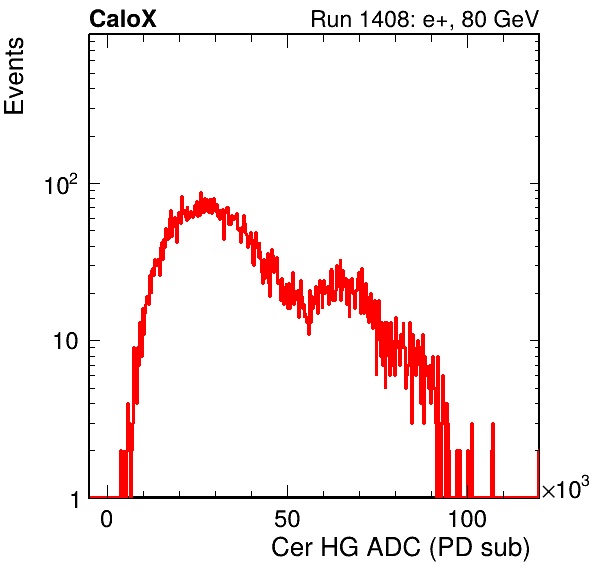 CaloX Run 1408: e+, 80 GeV
Events
10²
10
1
0 50 100
×10³
Cer HG ADC (PD sub)